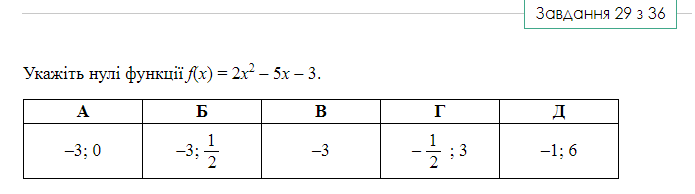 Завдання 29 з 36
Укажіть нулі функції f(x) = 2x² – 5x – 3.
А Б В Г Д
–3; 0 –3; 1/2 –3 –1/2 ; 3 –1; 6